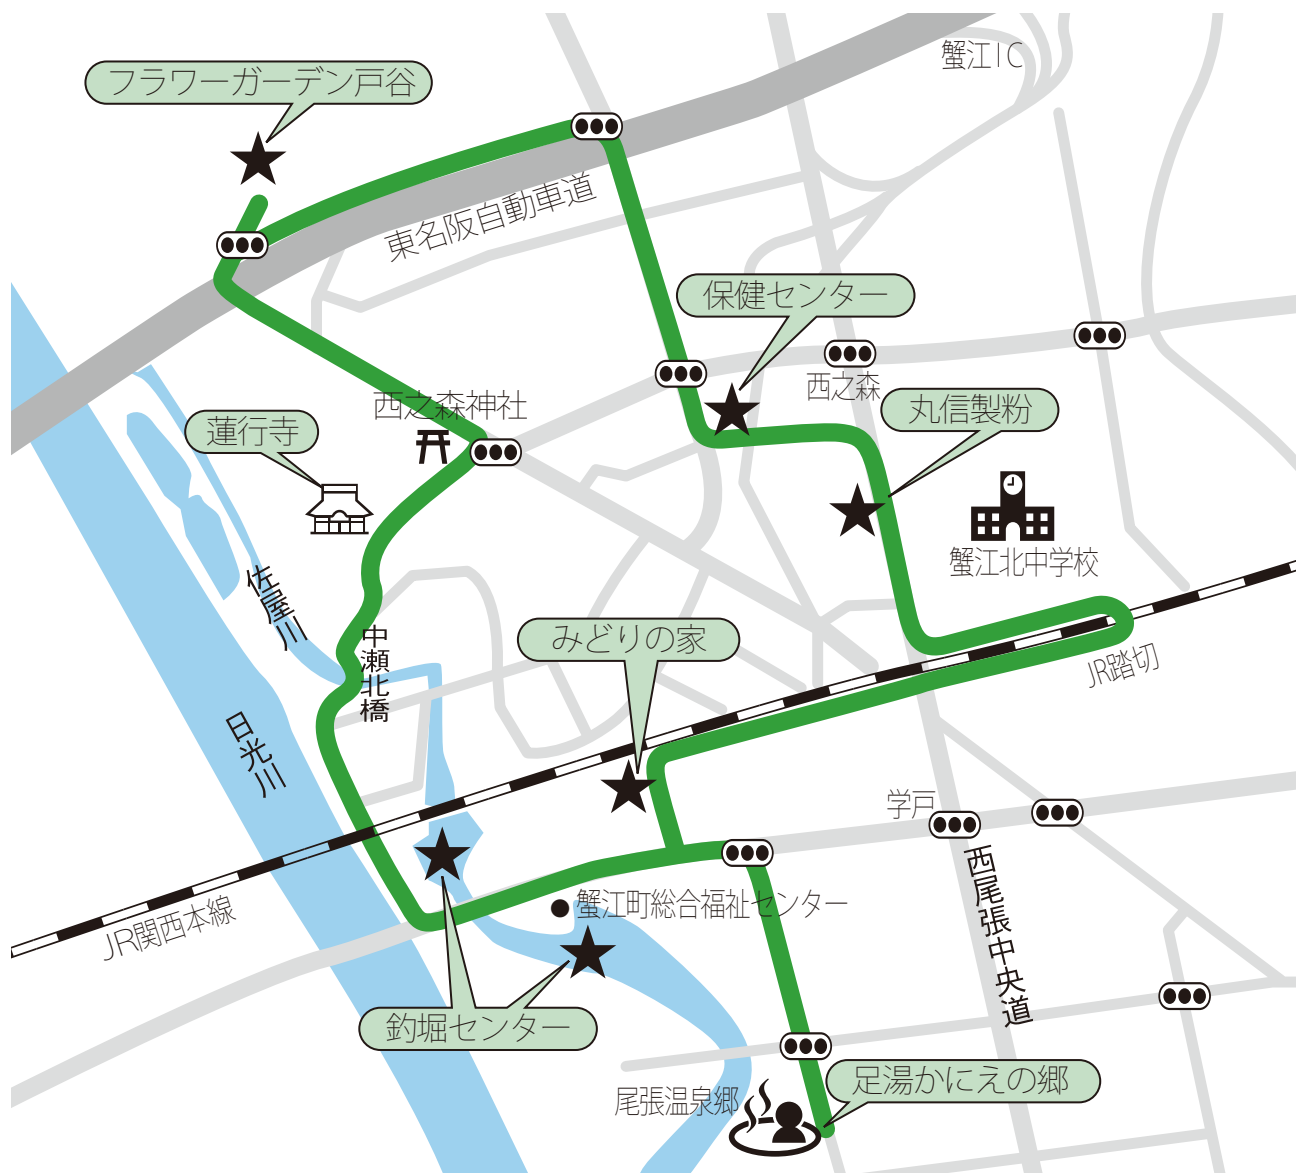 蟹江IC
フラワーガーデン戸谷
東名阪自動車道
保健センター
西之森
西之森神社
丸信製粉
蓮行寺
蟹江北中学校
佐屋川
中瀬北橋
みどりの家
JR踏切
日光川
学戸
西尾張中央道
JR関西本線
蟹江町総合福祉センター
釣堀センター
足湯かにえの郷
尾張温泉郷